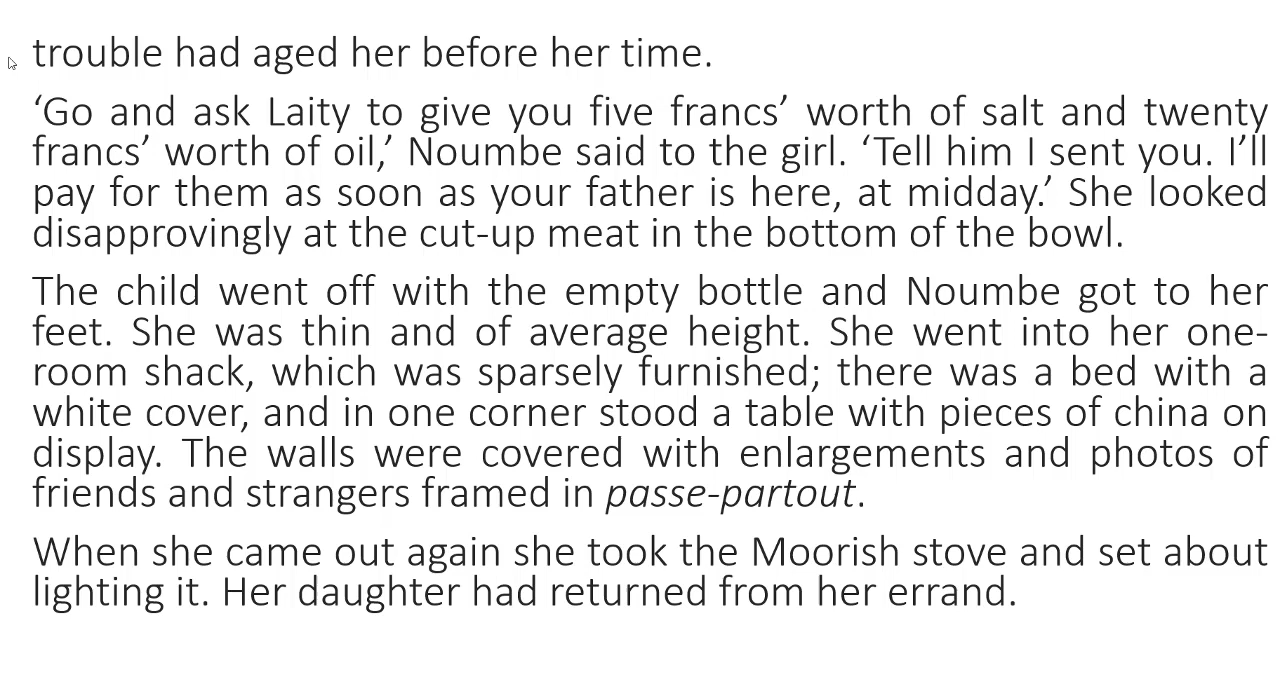 trouble had aged her before her time.
‘Go and ask Laity to give you five francs’ worth of salt and twenty
francs’ worth of oil,’ Noumbe said to the girl. ‘Tell him I sent you. I’ll
pay for them as soon as your father is here, at midday.’ She looked
disapprovingly at the cut-up meat in the bottom of the bowl.
The child went off with the empty bottle and Noumbe got to her
feet. She was thin and of average height. She went into her one-
room shack, which was sparsely furnished; there was a bed with a
white cover, and in one corner stood a table with pieces of china on
display. The walls were covered with enlargements and photos of
friends and strangers framed in passe-partout.
When she came out again she took the Moorish stove and set about
lighting it. Her daughter had returned from her errand.